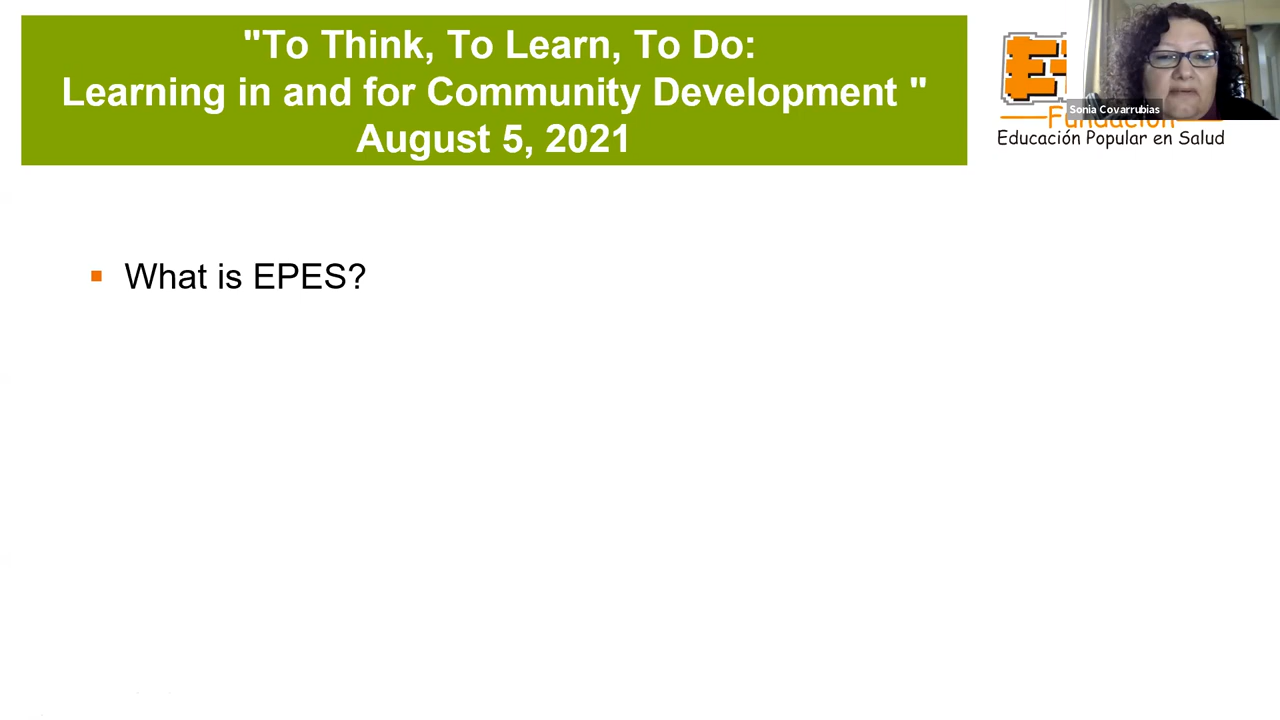 "To Think, To Learn, To Do:
Learning in and for Community Development "
August 5, 2021
Sonia Covarrubias
Fundación
Educación Popular en Salud
What is EPES?